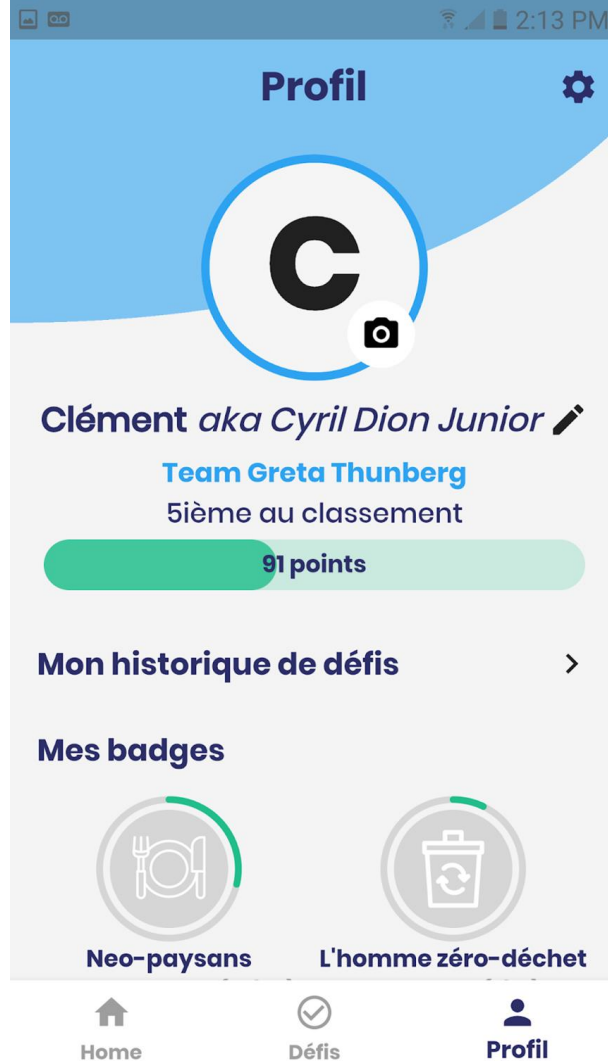 2:13 PM
Profil
C
Clément aka Cyril Dion Junior
Team Greta Thunberg
5ième au classement
91 points
Mon historique de défis
Mes badges
Neo-paysans L'homme zéro-déchet
Home Défis Profil